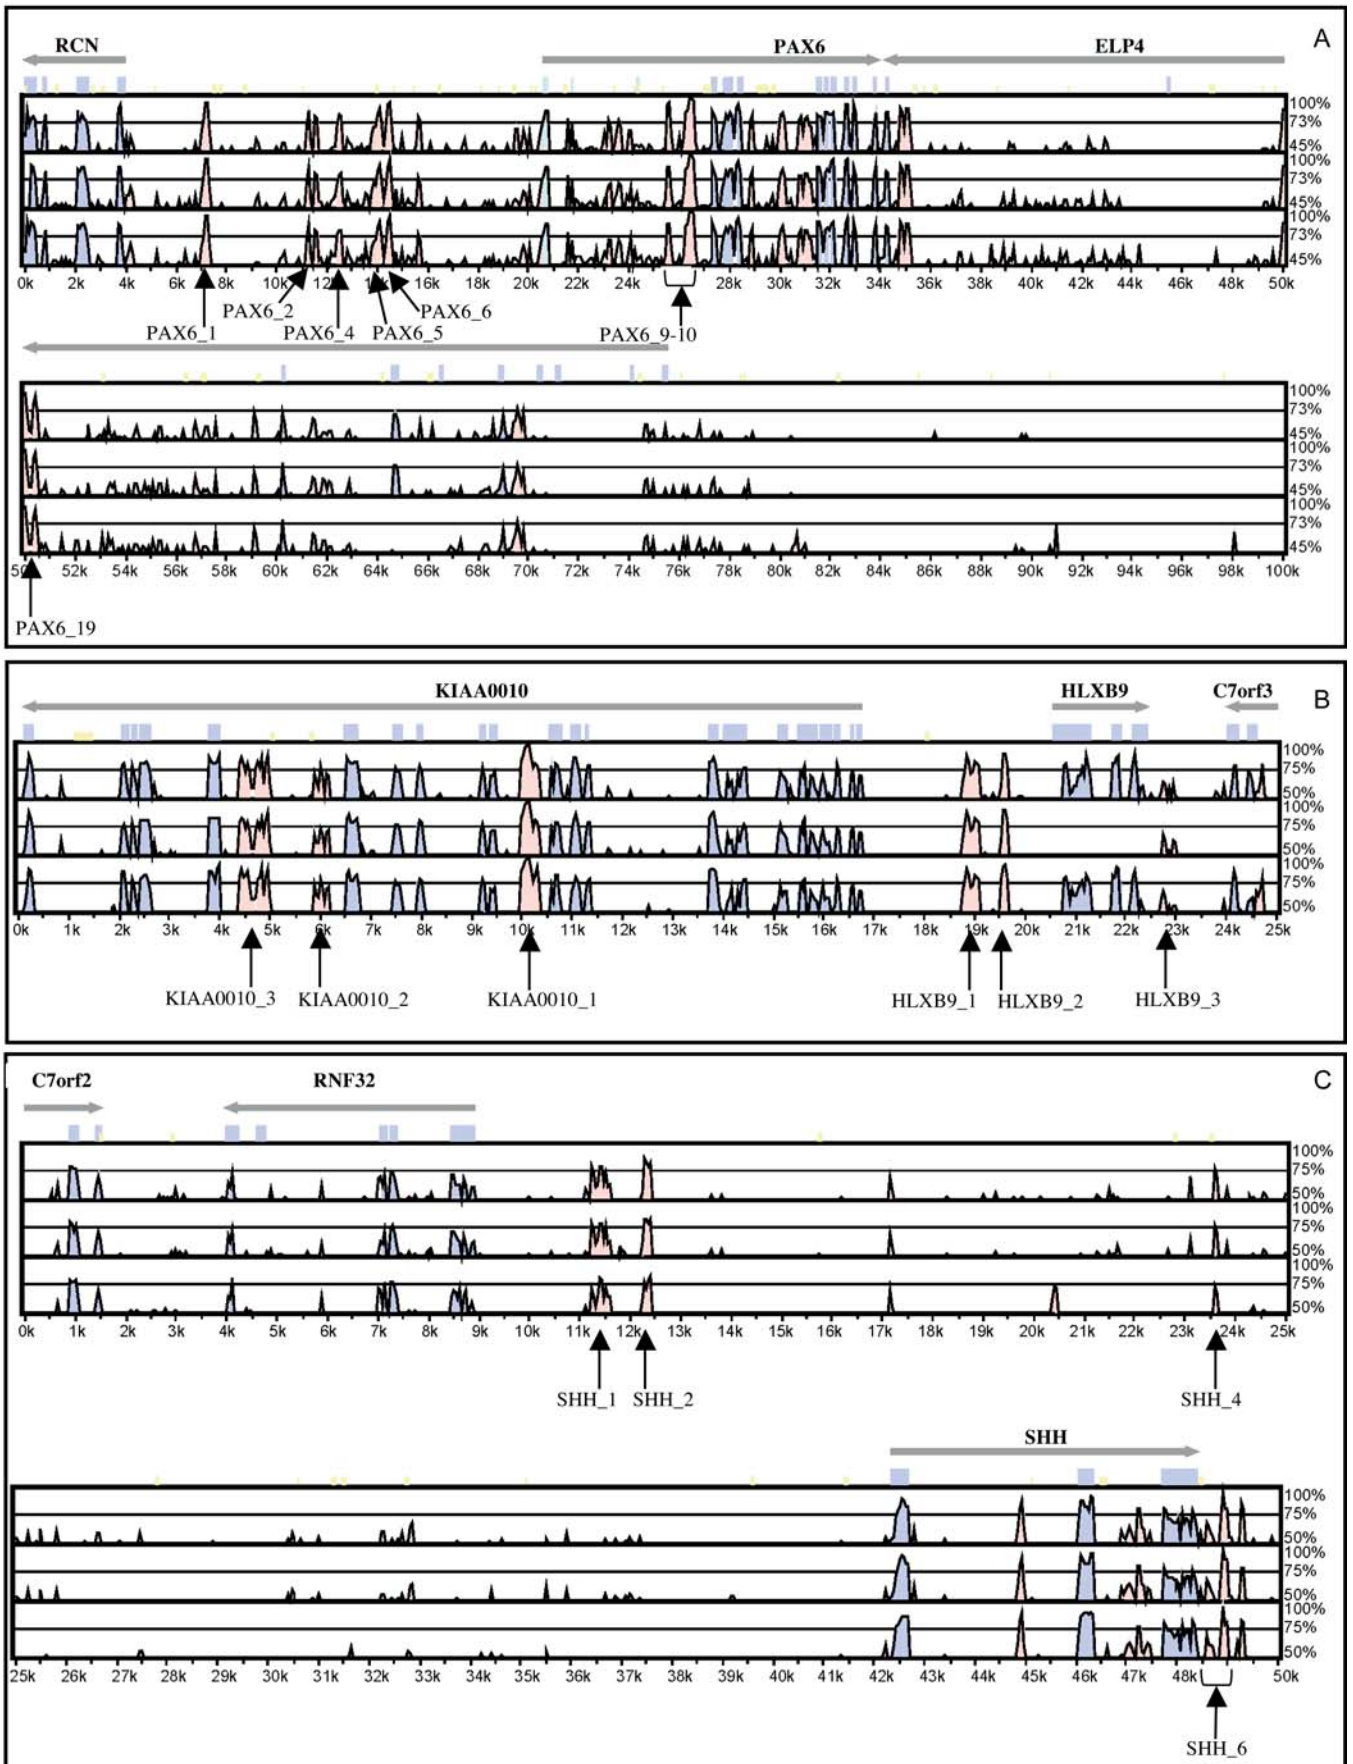 A
RCN PAX6 ELP4
100%
73%
45%
100%
73%
45%
100%
73%
45%
0k 2k 4k 6k 8k 10k 14k 16k 18k 20k 22k 24k 28k 30k 32k 34k 36k 38k 40k 42k 44k 46k 48k 50k
PAX6_2 PAX6_6
PAX6_1 PAX6_4 PAX6_5 PAX6_9-10
100%
73%
45%
100%
73%
45%
100%
73%
45%
52k 54k 56k 58k 60k 62k 64k 66k 68k 70k 72k 74k 76k 78k 80k 82k 84k 86k 88k 90k 92k 94k 96k 98k 100k
PAX6_19
B
KIAA0010 HLXB9 C7orf3
100%
75%
50%
100%
75%
50%
100%
75%
50%
0k 1k 2k 3k 4k 5k 6k 7k 8k 9k 10k 11k 12k 13k 14k 15k 16k 17k 18k 19k 20k 21k 22k 23k 24k 25k
KIAA0010_3 KIAA0010_2 KIAA0010_1 HLXB9_1 HLXB9_2 HLXB9_3
C
C7orf2 RNF32
100%
75%
50%
100%
75%
50%
100%
75%
50%
0k 1k 2k 3k 4k 5k 6k 7k 8k 9k 10k 11k 12k 13k 14k 15k 16k 17k 18k 19k 20k 21k 22k 23k 24k 25k
SHH_1 SHH_2 SHH_4
SHH
100%
75%
50%
100%
75%
50%
100%
75%
50%
25k 26k 27k 28k 29k 30k 31k 32k 33k 34k 35k 36k 37k 38k 39k 40k 41k 42k 43k 44k 45k 46k 47k 48k 50k
SHH_6